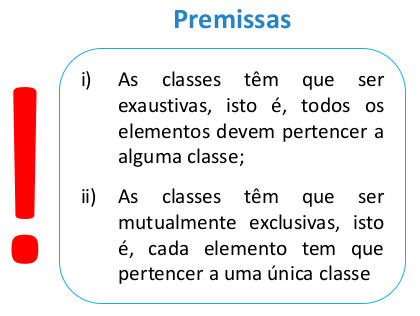 Premissas
i) As classes têm que ser
exaustivas, isto é, todos os
elementos devem pertencer a
alguma classe;
ii) As classes têm que ser
mutualmente exclusivas, isto
é, cada elemento tem que
pertencer a uma única classe
!